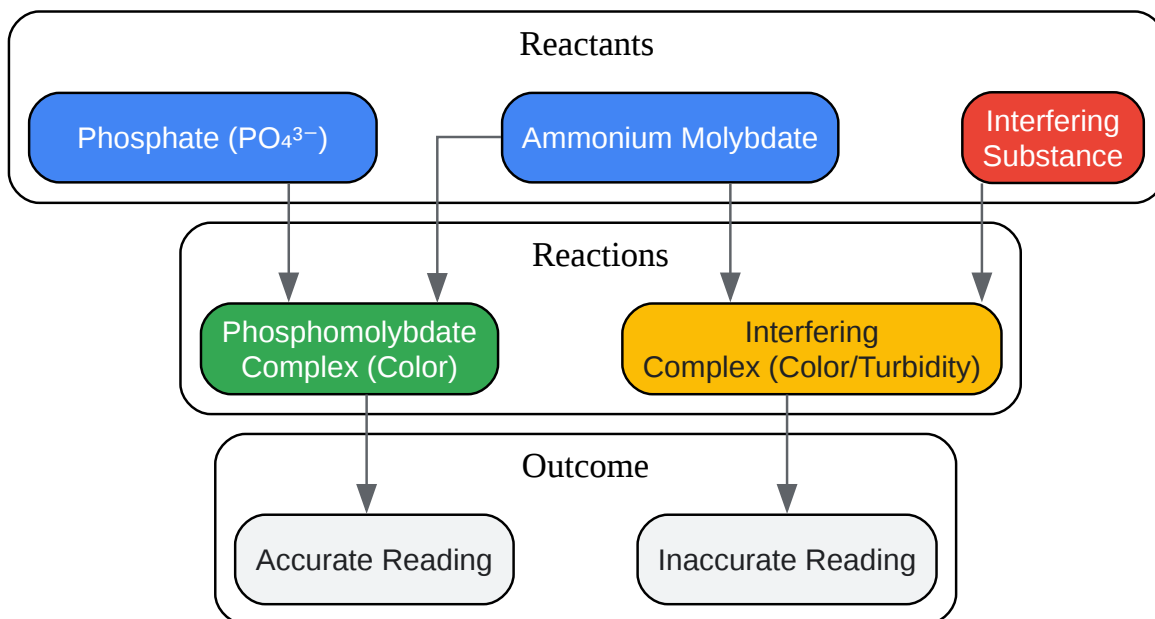 Reactants
Phosphate (PO₄³⁻)
Ammonium Molybdate
Interfering
Substance
Reactions
Phosphomolybdate
Complex (Color)
Interfering
Complex (Color/Turbidity)
Outcome
Accurate Reading
Inaccurate Reading